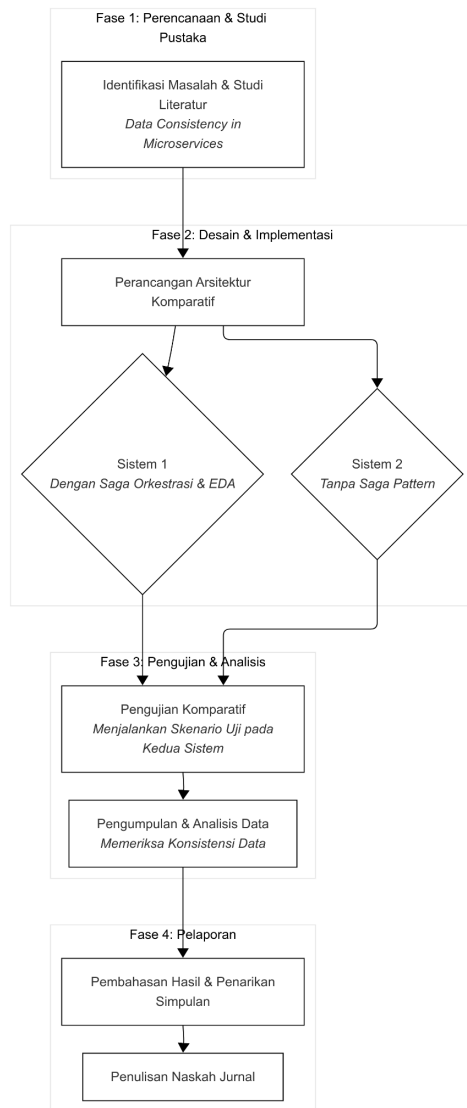 Fase 1: Perencanaan & Studi
Pustaka
Identifikasi Masalah & Studi
Literatur
Data Consistency in
Microservices
Fase 2: Desain & Implementasi
Perancangan Arsitektur
Komparatif
Sistem 1
Dengan Saga Orkestrasi & EDA
Sistem 2
Tanpa Saga Pattern
Fase 3: Pengujian & Analisis
Pengujian Komparatif
Menjalankan Skenario Uji pada
Kedua Sistem
Pengumpulan & Analisis Data
Memeriksa Konsistensi Data
Fase 4: Pelaporan
Pembahasan Hasil & Penarikan
Simpulan
Penulisan Naskah Jurnal